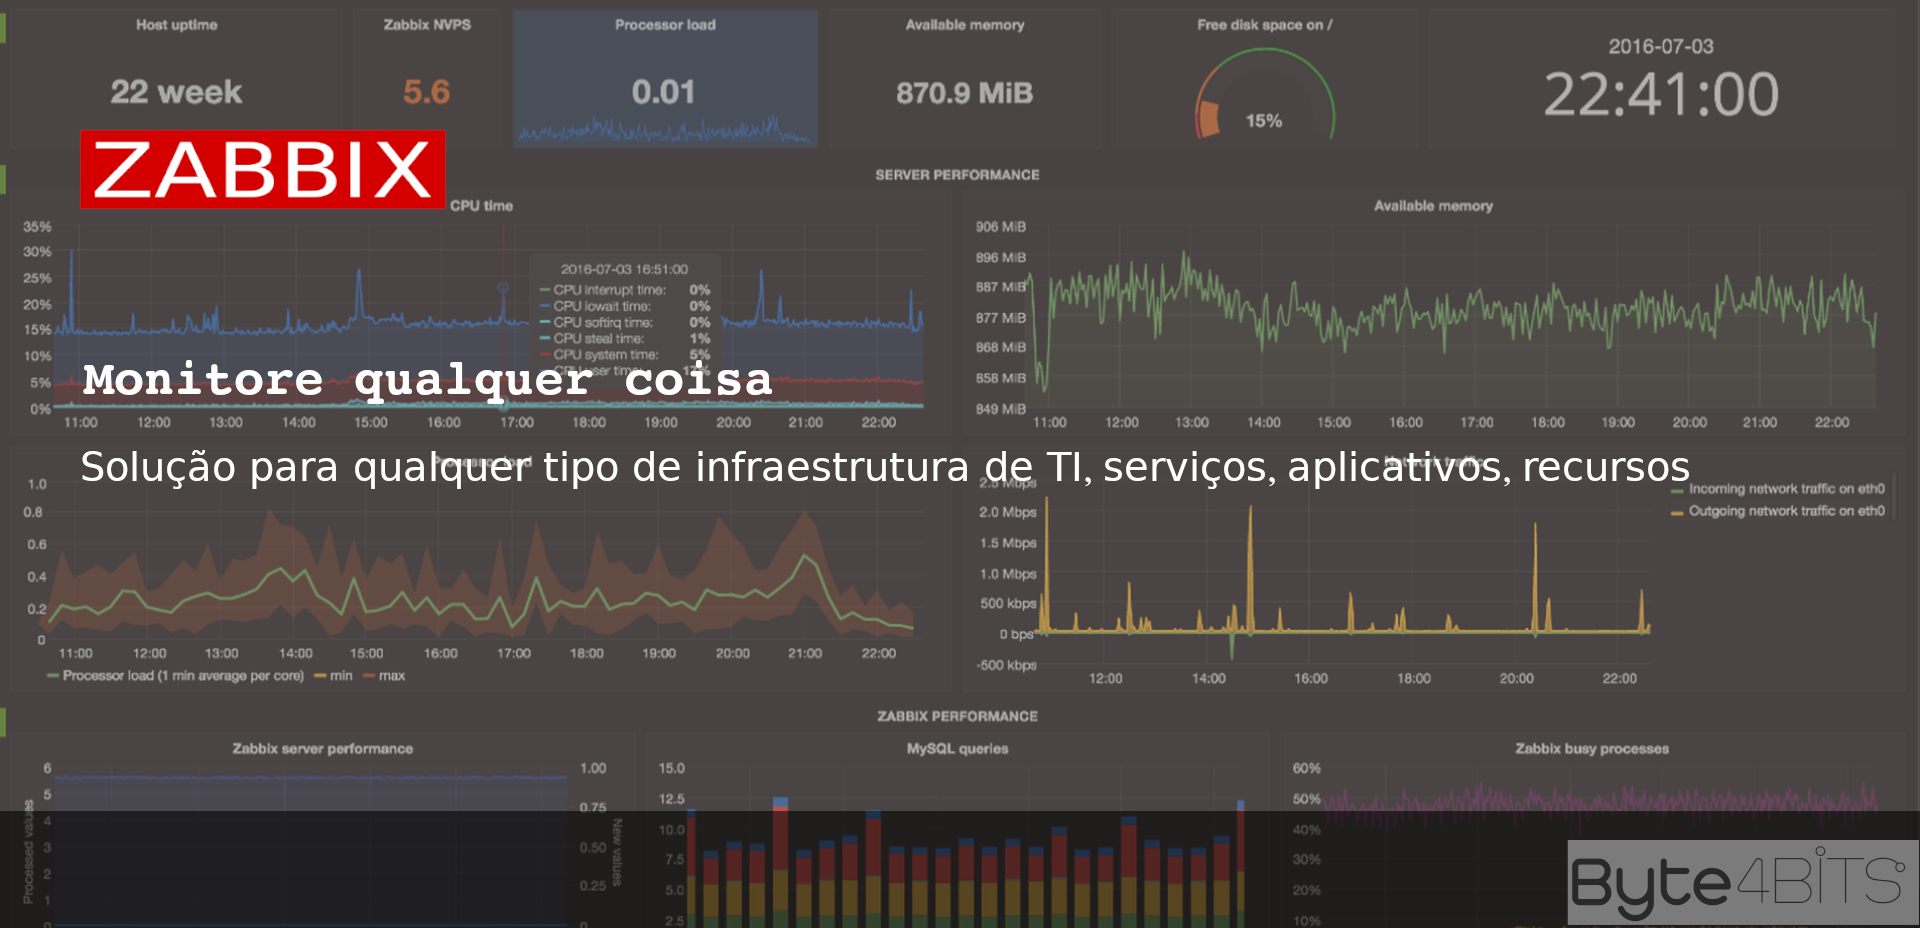 Host uptime
Zabbix NVPS
Processor load
Available memory
Free disk space on /
2016-07-03
22 week
5.6
0.01
870.9 MiB
15%
22:41:00
ZABBIX
SERVER PERFORMANCE
CPU time
Available memory
35%
30%
25%
20%
15%
10%
5%
0%
2016-07-03 16:51:00
CPU interrupt time: 0%
CPU iowait time: 0%
CPU softirq time: 0%
CPU steal time: 1%
CPU system time: 5%
CPU user time:
906 MiB
896 MiB
887 MiB
877 MiB
868 MiB
858 MiB
849 MiB
Monitore qualquer coisa
11:00 12:00 13:00 14:00 15:00 16:00 17:00 18:00 19:00 20:00 21:00 22:00
11:00 12:00 13:00 14:00 15:00 16:00 17:00 18:00 19:00 20:00 21:00 22:00
Processor load
Network traffic
Solução para qualquer tipo de infraestrutura de TI, serviços, aplicativos, recursos
1.0
0.8
0.6
0.4
0.2
0
11:00 12:00 13:00 14:00 15:00 16:00 17:00 18:00 19:00 20:00 21:00 22:00
Processor load (1 min average per core) min max
2.5 Mbps
2.0 Mbps
1.5 Mbps
1.0 Mbps
500 kbps
0 bps
-500 kbps
12:00 14:00 16:00 18:00 20:00 22:00
Incoming network traffic on eth0
Outgoing network traffic on eth0
ZABBIX PERFORMANCE
Zabbix server performance
6
5
4
3
2
1
0
Processed values
1.00
0.75
0.50
0.25
0
New values
MySQL queries
15.0
12.5
10.0
7.5
5.0
2.5
Zabbix busy processes
60%
50%
40%
30%
20%
10%
Byte4BiTS